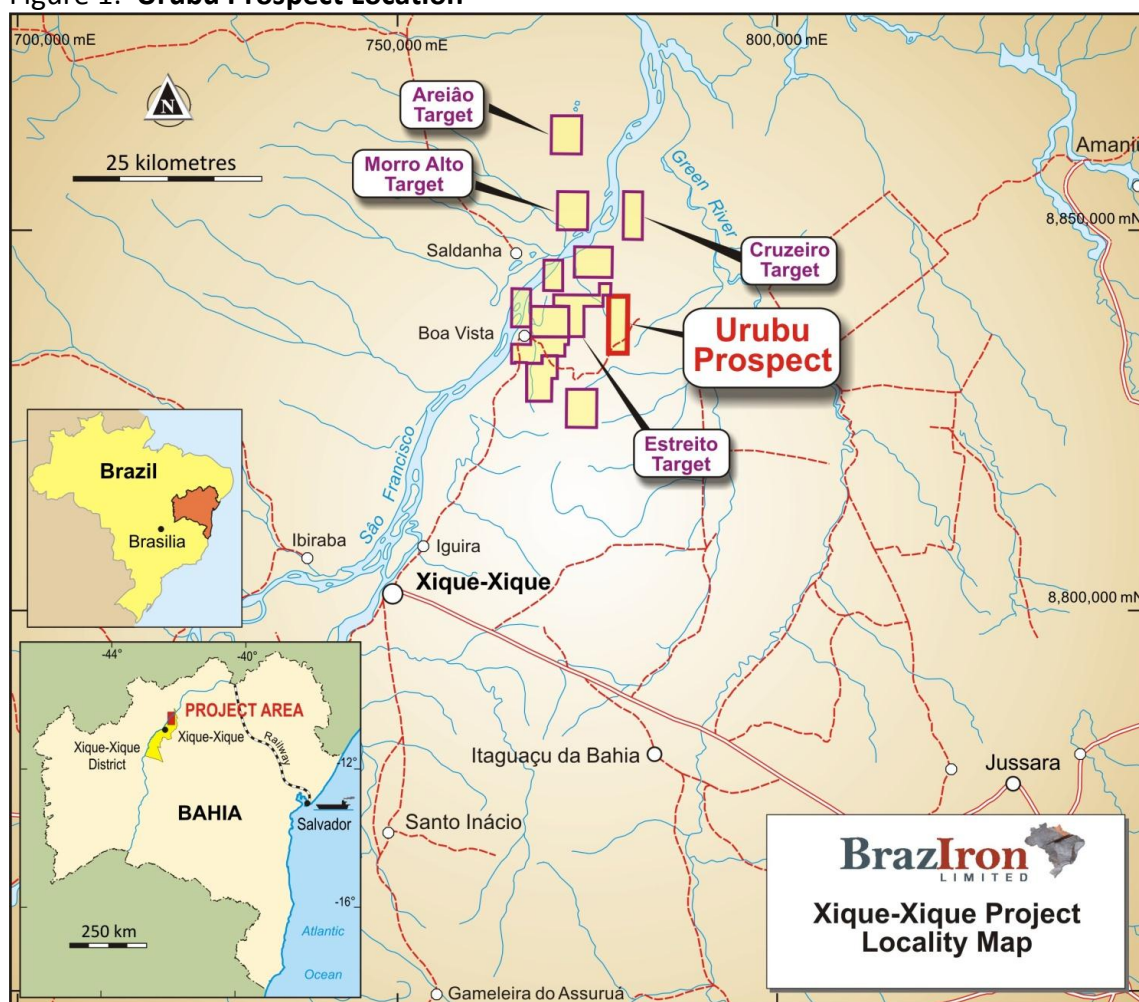 Figure 1: Urubu Prospect Location
700,000 mE
750,000 mE
800,000 mE
N
25 kilometres
Areiâo
Target
Morro Alto
Target
Green River
8,850,000 mN
Saldanha
Cruzeiro
Target
Boa Vista
Urubu
Prospect
Estreito
Target
São Francisco
Brazil
Brasilia
Ibiraba
Iguira
Xique-Xique
8,800,000 mN
-44°
-40°
PROJECT AREA
Xique-Xique
Xique-Xique
District
Railway
-12°
BAHIA
Salvador
-16°
250 km
Atlantic
Ocean
Itaguaçu da Bahia
Jussara
Santo Inácio
Gameleira do Assuruá
BrazIron
LIMITED
Xique-Xique Project
Locality Map